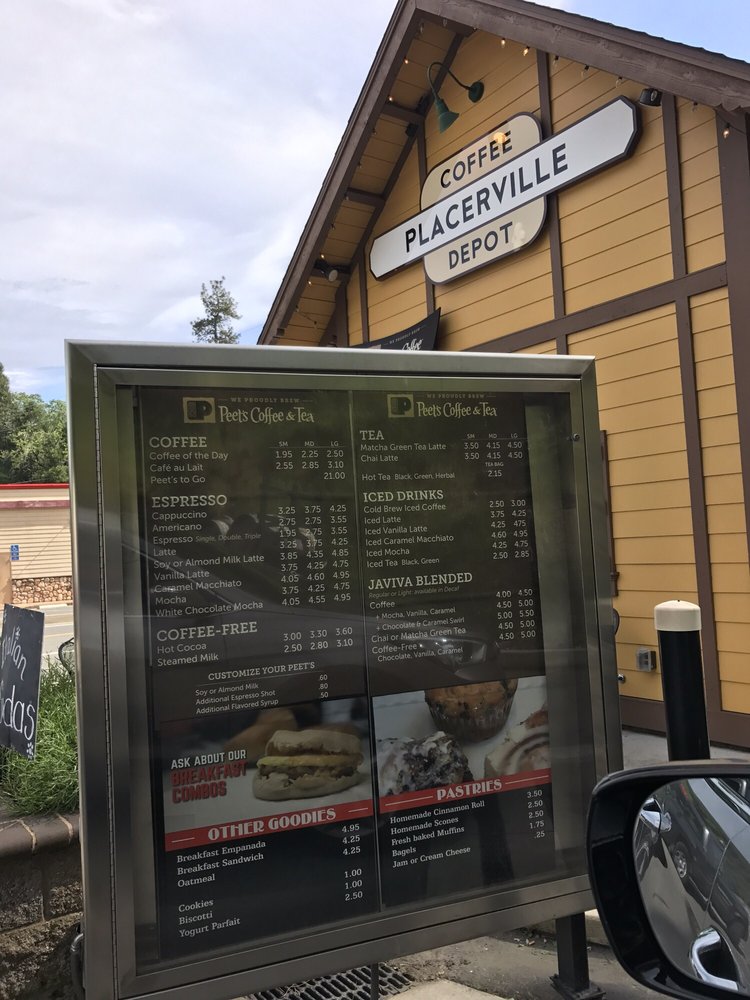 COFFEE
PLACERVILLE
DEPOT
Coffee
WE PROUDLY BREW
Peet's Coffee & Tea
COFFEE SM MD LG
Coffee of the Day 1.95 2.25 2.50
Café au Lait 2.55 2.85 3.10
Peet's to Go 21.00
ESPRESSO
Cappuccino 3.25 3.75 4.25
Americano 2.75 2.75 3.55
Espresso Single, Double, Triple 1.95 2.75 3.55
Latte 3.25 3.75 4.25
Soy or Almond Milk Latte 3.85 4.35 4.85
Vanilla Latte 3.75 4.25 4.75
Caramel Macchiato 4.05 4.60 4.95
Mocha 3.75 4.25 4.75
White Chocolate Mocha 4.05 4.55 4.95
COFFEE-FREE
Hot Cocoa 3.00 3.30 3.60
Steamed Milk 2.50 2.80 3.10
CUSTOMIZE YOUR PEET'S
Soy or Almond Milk .60
Additional Espresso Shot .80
Additional Flavored Syrup .50
ASK ABOUT OUR
BREAKFAST
COMBOS
OTHER GOODIES
Breakfast Empanada 4.95
Breakfast Sandwich 4.25
Oatmeal 4.25
Cookies 1.00
Biscotti 1.00
Yogurt Parfait 2.50
WE PROUDLY BREW
Peet's Coffee & Tea
TEA SM MD LG
Matcha Green Tea Latte 3.50 4.15 4.50
Chai Latte 3.50 4.15 4.50
TEA BAG
Hot Tea Black, Green, Herbal 2.15
ICED DRINKS
Cold Brew Iced Coffee 2.50 3.00
Iced Latte 3.75 4.25
Iced Vanilla Latte 4.25 4.75
Iced Caramel Macchiato 4.60 4.95
Iced Mocha 4.25 4.75
Iced Tea Black, Green 2.50 2.85
JAVIVA BLENDED
Regular or Light: available in Decaf
Coffee 4.00 4.50
+ Mocha, Vanilla, Caramel 4.50 5.00
+ Chocolate & Caramel Swirl 5.00 5.50
Chai or Matcha Green Tea 4.50 5.00
Coffee-Free 4.50 5.00
Chocolate, Vanilla, Caramel
PASTRIES
Homemade Cinnamon Roll 3.50
Homemade Scones 2.50
Fresh baked Muffins 2.50
Bagels 1.75
Jam or Cream Cheese .25